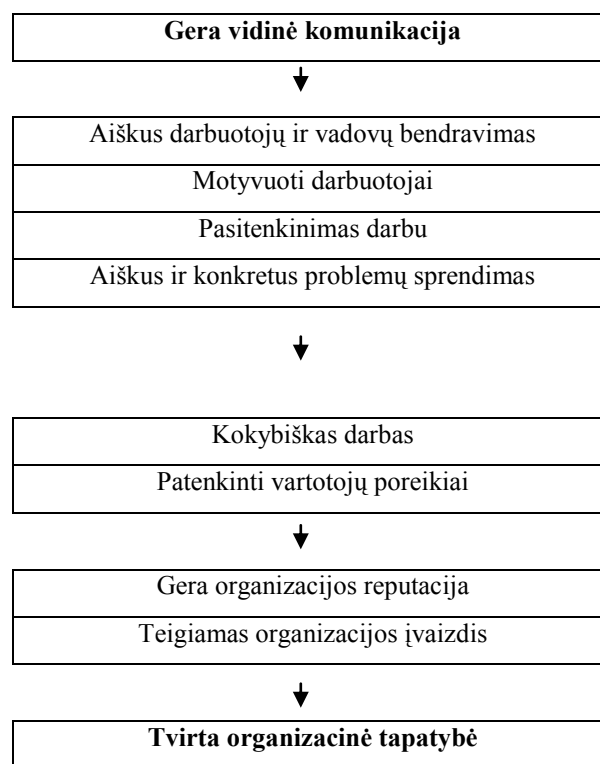 Gera vidinė komunikacija
Aiškus darbuotojų ir vadovų bendravimas
Motyvuoti darbuotojai
Pasitenkinimas darbu
Aiškus ir konkretus problemų sprendimas
Kokybiškas darbas
Patenkinti vartotojų poreikiai
Gera organizacijos reputacija
Teigiamas organizacijos įvaizdis
Tvirta organizacinė tapatybė